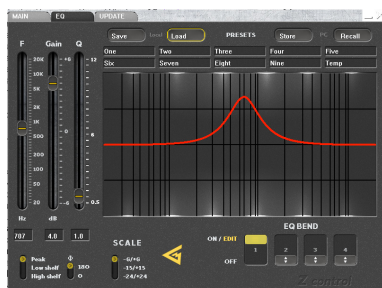 MAIN EQ UPDATE
F Gain Q
Save Local Load PRESETS Store PC Recall
One Two Three Four Five
Six Seven Eight Nine Temp
20K +6 12
10K
5K
2K
1K 0 6
500
200
100
50
20 -6 0.5
Hz dB
707 4.0 1.0
SCALE
EQ BEND
ON / EDIT
OFF
1 2 3 4
Peak Φ
Low shelf 180
High shelf 0
-6/+6
-15/+15
-24/+24
Z-control